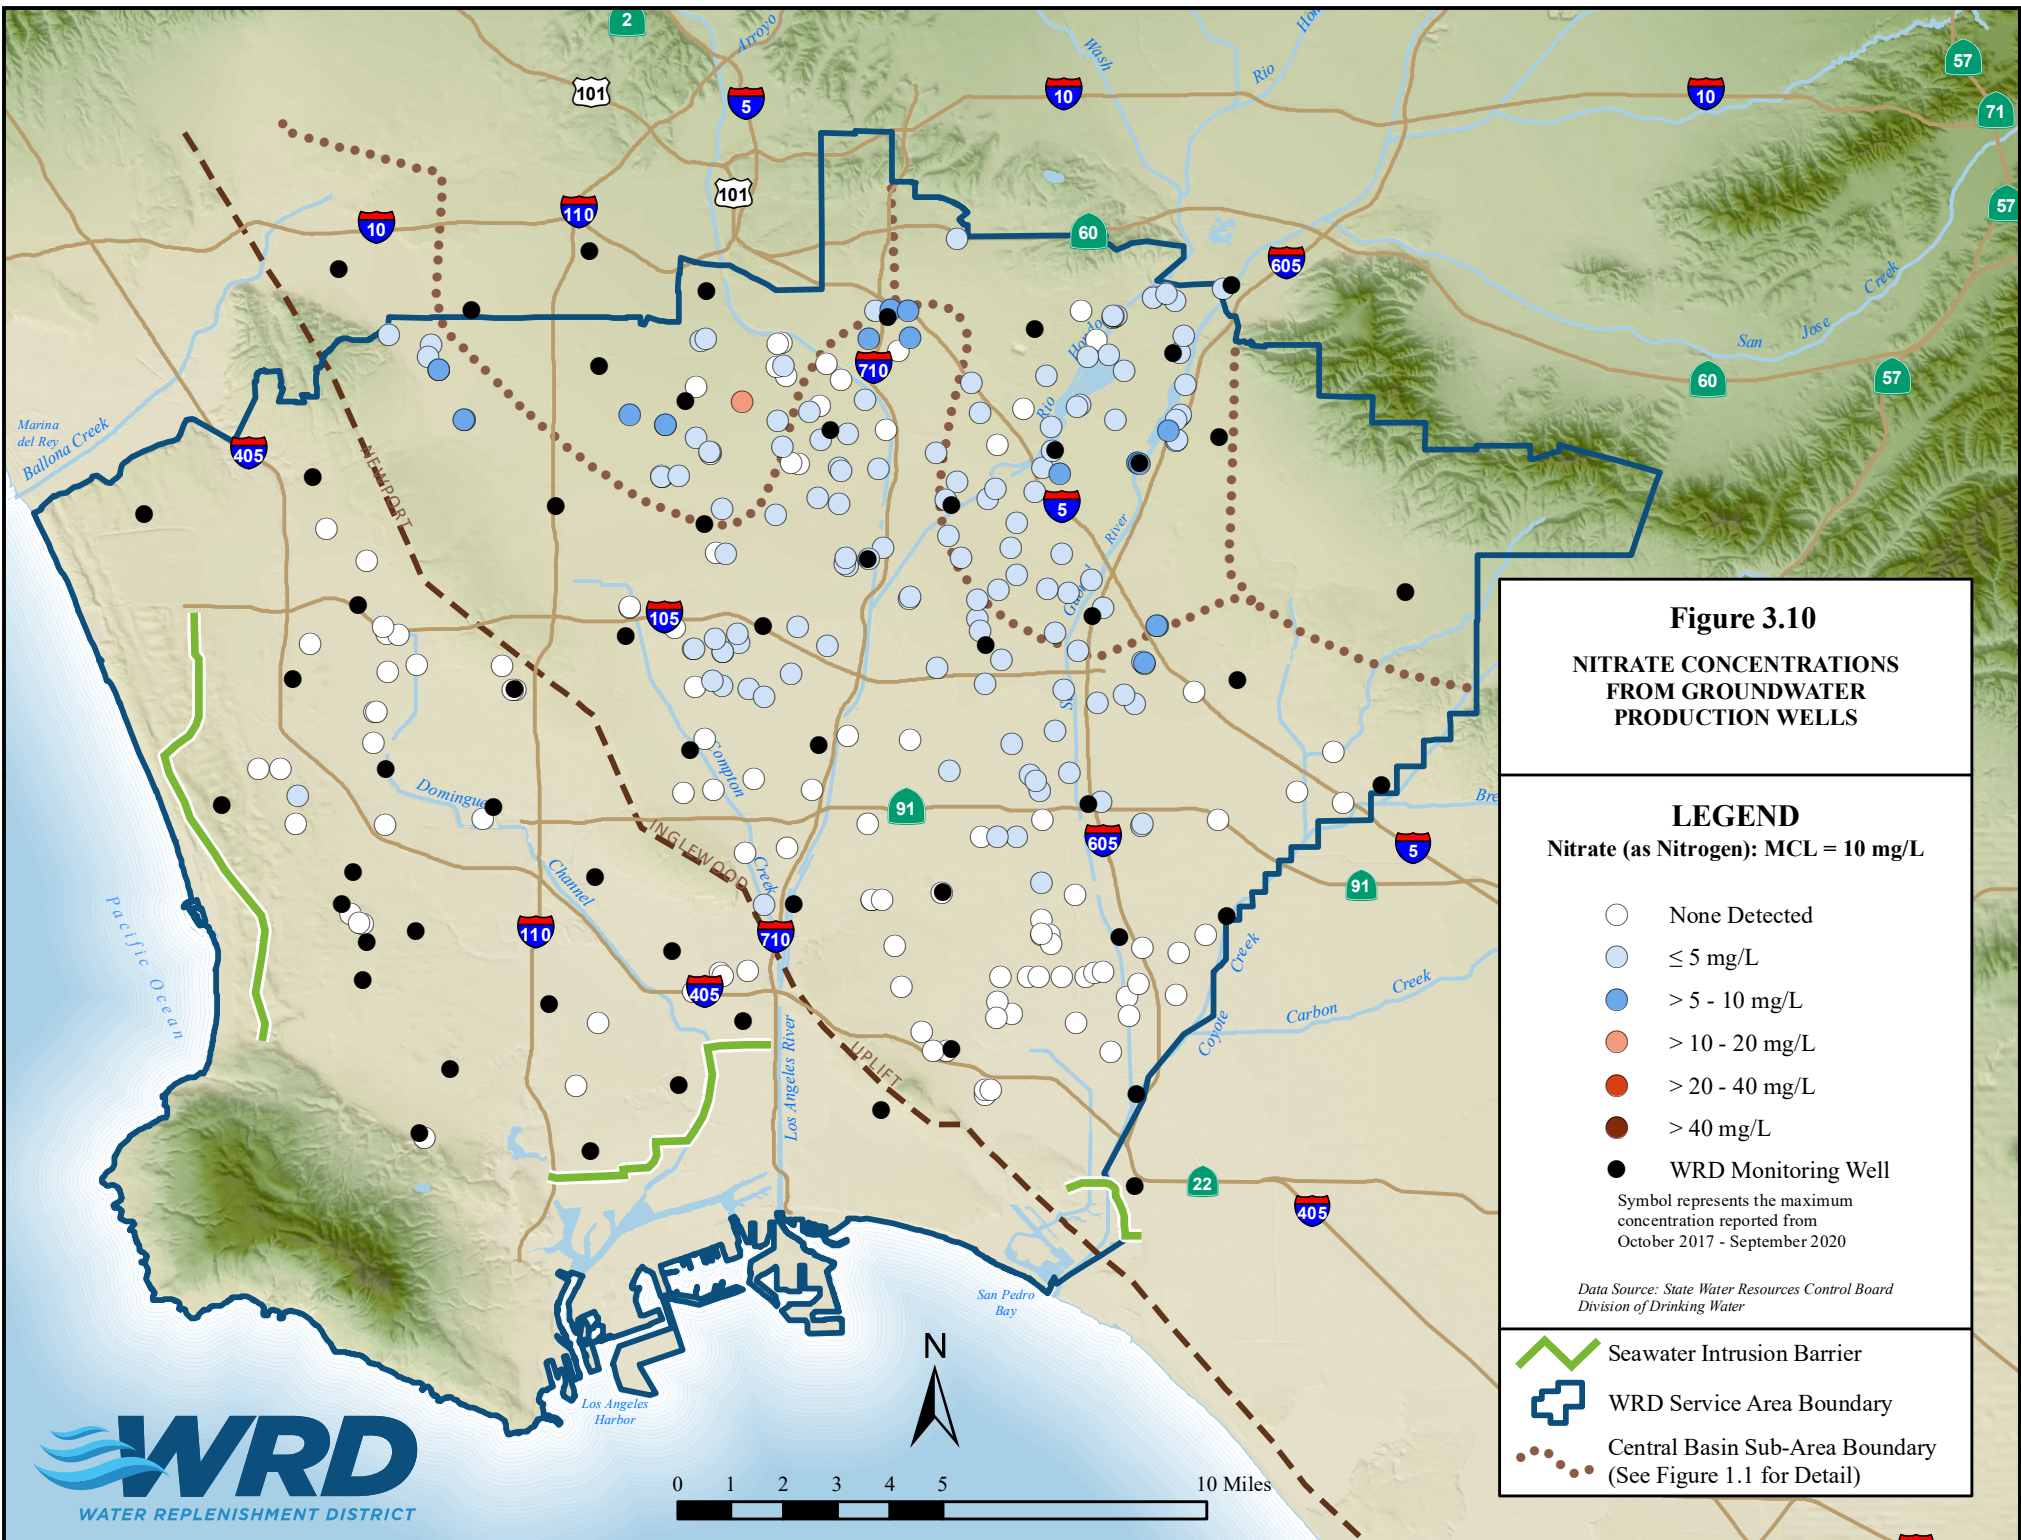 2
Arroyo
Wash
Rio
57
101
5
10
10
71
101
110
10
57
60
605
Creek
San
Jose
Hondo
710
60
57
Rio
Marina
del Rey
Ballona Creek
405
NEWPORT
5
River
105
Gabriel
San
Compton
Creek
Dominguez
Channel
91
605
5
91
Bre
INGLEWOOD
UPLIFT
110
710
405
Pacific Ocean
Los Angeles River
Coyote
Creek
Carbon
Creek
22
405
San Pedro
Bay
Los Angeles
Harbor
N
0 1 2 3 4 5 10 Miles
WRD
WATER REPLENISHMENT DISTRICT
Figure 3.10
NITRATE CONCENTRATIONS
FROM GROUNDWATER
PRODUCTION WELLS
LEGEND
Nitrate (as Nitrogen): MCL = 10 mg/L
None Detected
≤ 5 mg/L
> 5 - 10 mg/L
> 10 - 20 mg/L
> 20 - 40 mg/L
> 40 mg/L
WRD Monitoring Well
Symbol represents the maximum
concentration reported from
October 2017 - September 2020
Data Source: State Water Resources Control Board
Division of Drinking Water
Seawater Intrusion Barrier
WRD Service Area Boundary
Central Basin Sub-Area Boundary
(See Figure 1.1 for Detail)